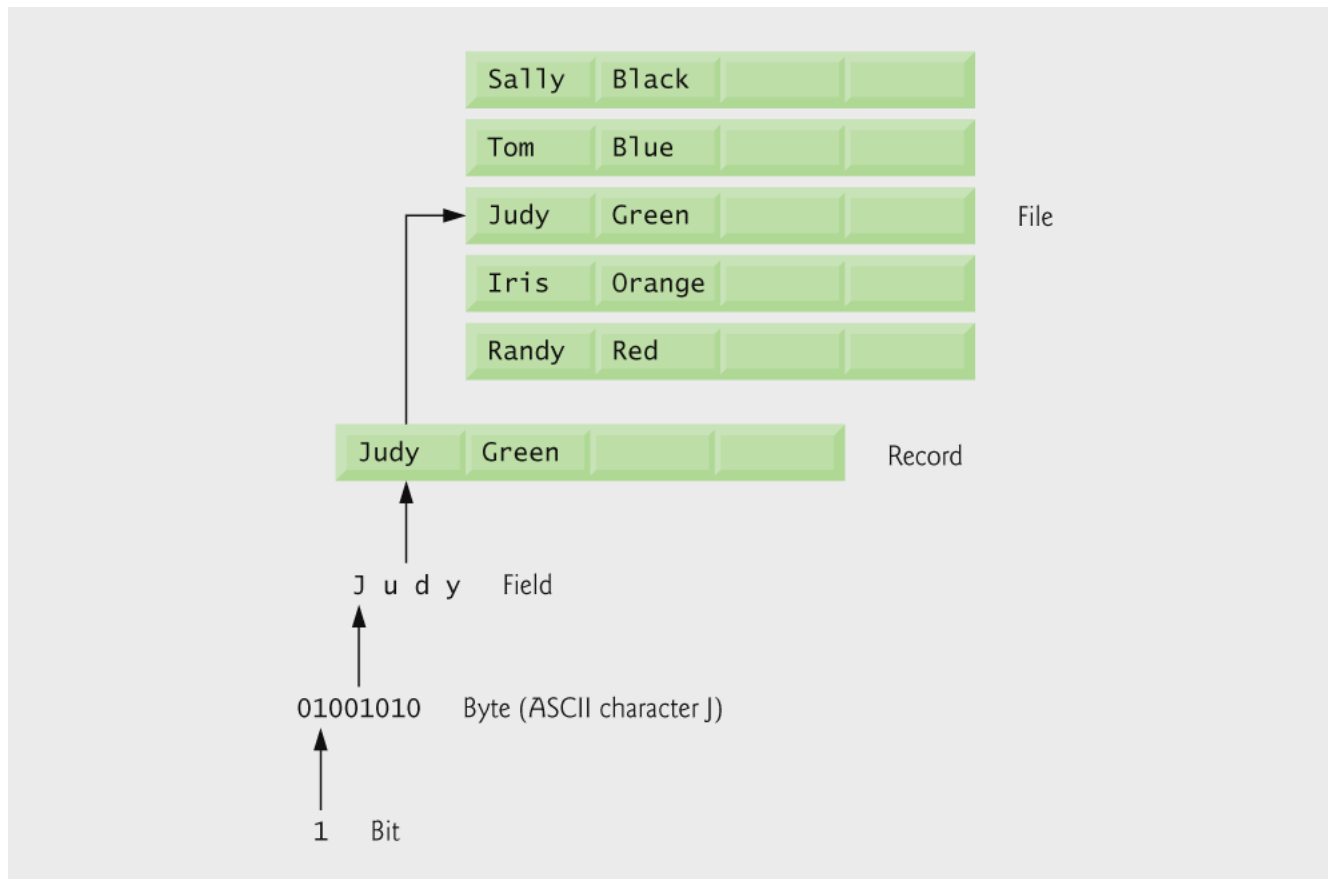 Sally Black
Tom Blue
Judy Green File
Iris Orange
Randy Red
Judy Green Record
J u d y Field
01001010 Byte (ASCII character J)
1 Bit